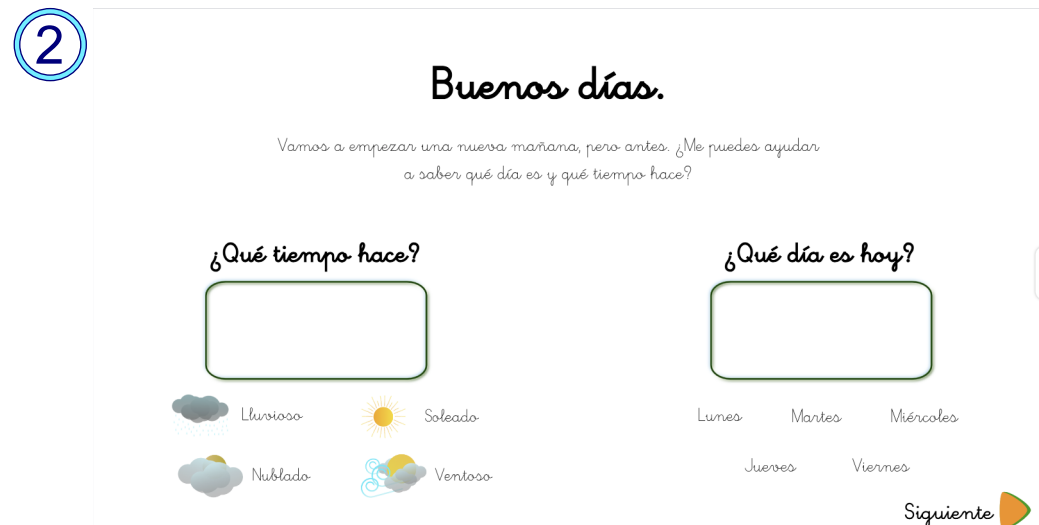 2
Buenos días.
Vamos a empezar una nueva mañana, pero antes. ¿Me puedes ayudar
a saber qué día es y qué tiempo hace?
¿Qué tiempo hace?
Lluvioso Soleado
Nublado Ventoso
¿Qué día es hoy?
Lunes Martes Miércoles
Jueves Viernes
Siguiente